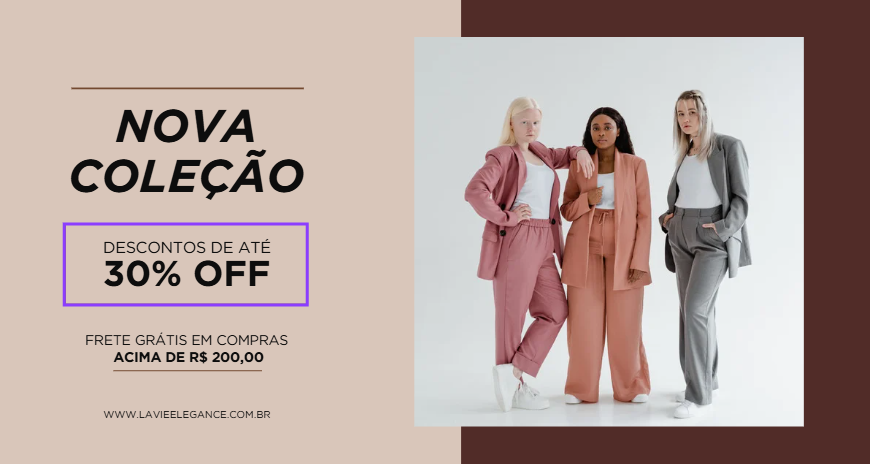 NOVA
COLEÇÃO
DESCONTOS DE ATÉ
30% OFF
FRETE GRÁTIS EM COMPRAS
ACIMA DE R$ 200,00
WWW.LAVIEELEGANCE.COM.BR